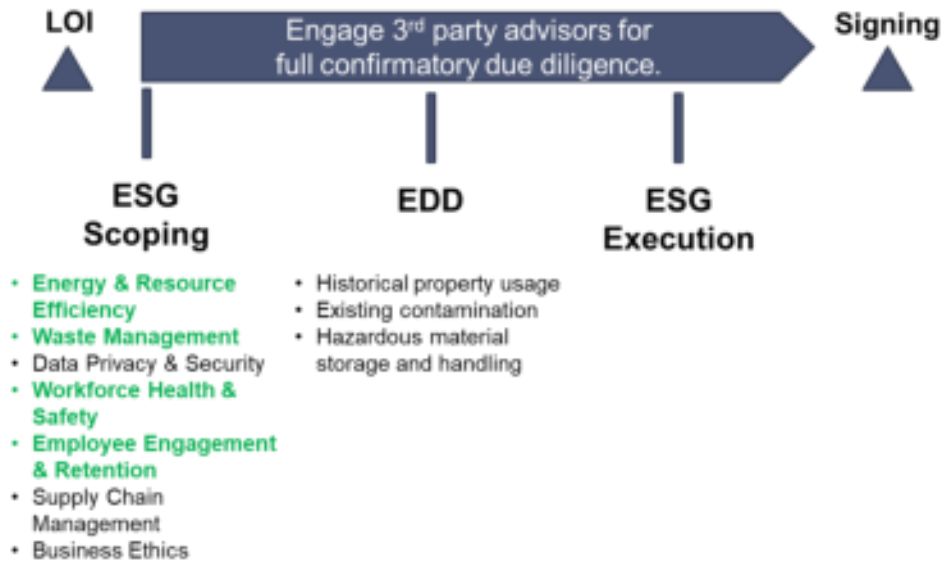 LOI
Engage 3rd party advisors for
full confirmatory due diligence.
Signing
ESG
Scoping
EDD
ESG
Execution
• Energy & Resource
Efficiency
• Waste Management
• Data Privacy & Security
• Workforce Health &
Safety
• Employee Engagement
& Retention
• Supply Chain
Management
• Business Ethics
• Historical property usage
• Existing contamination
• Hazardous material
storage and handling